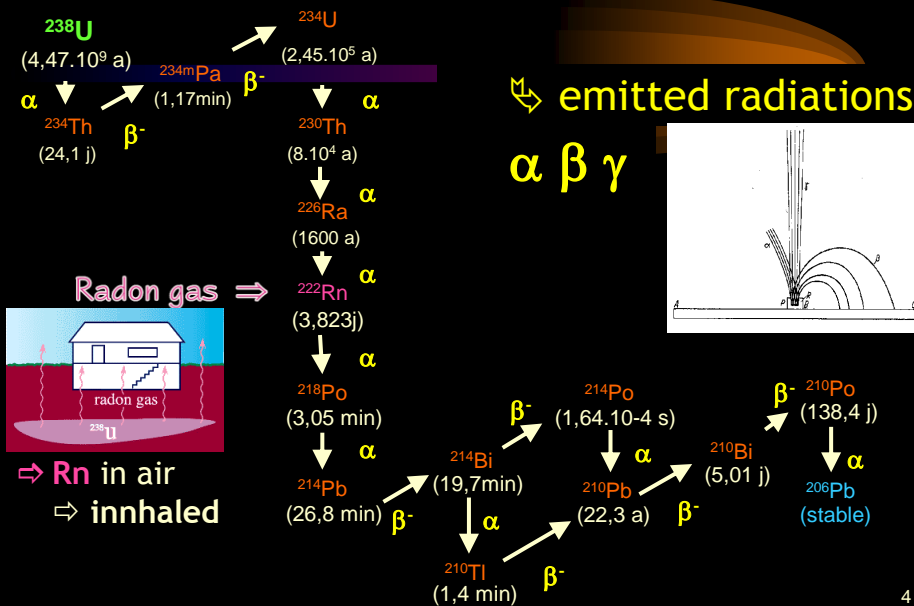 ²³⁸U
(4,47.10⁹ a)
α
²³⁴Th
(24,1 j)
β⁻
²³⁴ᵐPa
(1,17min)
β⁻
²³⁴U
(2,45.10⁵ a)
α
²³⁰Th
(8.10⁴ a)
α
²²⁶Ra
(1600 a)
α
Radon gas ⇒
²²²Rn
(3,823j)
α
²¹⁸Po
(3,05 min)
α
²¹⁴Pb
(26,8 min)
β⁻
²¹⁴Bi
(19,7min)
β⁻
α
²¹⁴Po
(1,64.10-4 s)
α
²¹⁰Tl
(1,4 min)
β⁻
²¹⁰Pb
(22,3 a)
β⁻
²¹⁰Bi
(5,01 j)
β⁻
²¹⁰Po
(138,4 j)
α
²⁰⁶Pb
(stable)
emitted radiations
α β γ
γ
α
β
P
R
A
radon gas
²³⁸u
⇨ Rn in air
⇨ innhaled
4